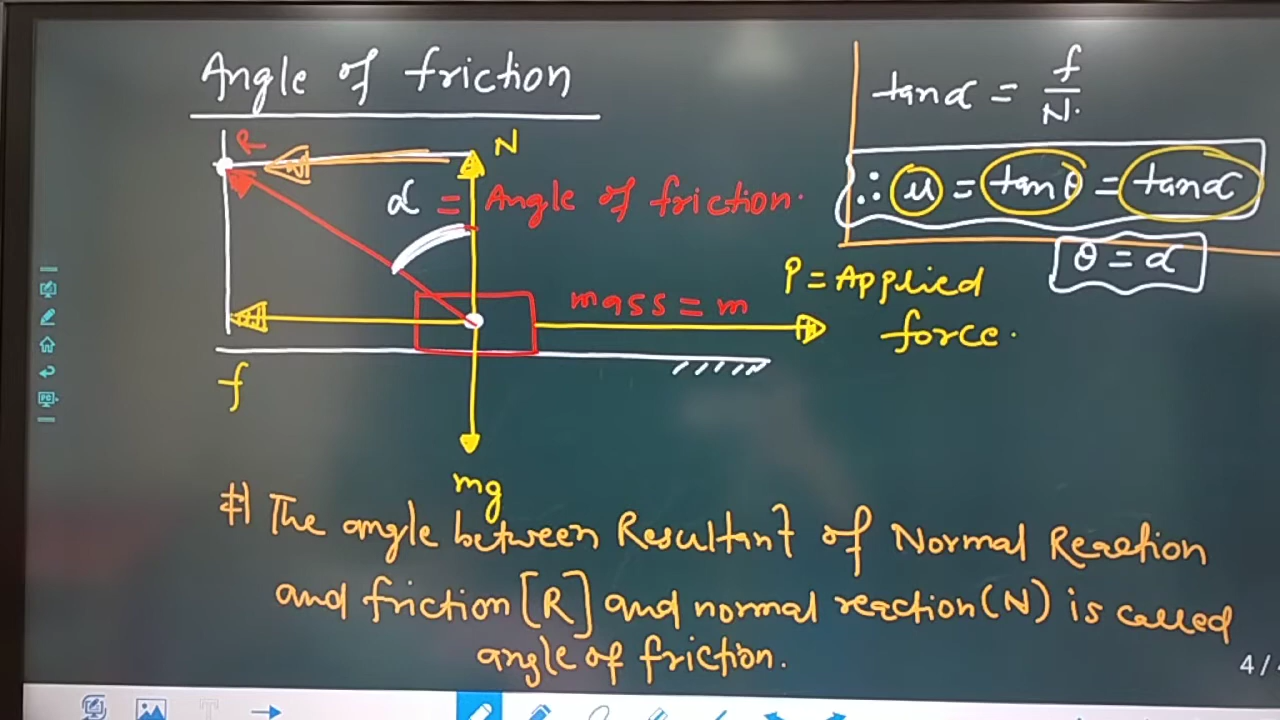 Angle of friction
tanα = f/N.
R
N
α = Angle of friction.
∴ μ = tanθ = tanα
θ = α
P = Applied
force.
mass = m
f
mg
#) The angle between Resultant of Normal Reaction
and friction [R] and normal reaction (N) is called
angle of friction.
4/